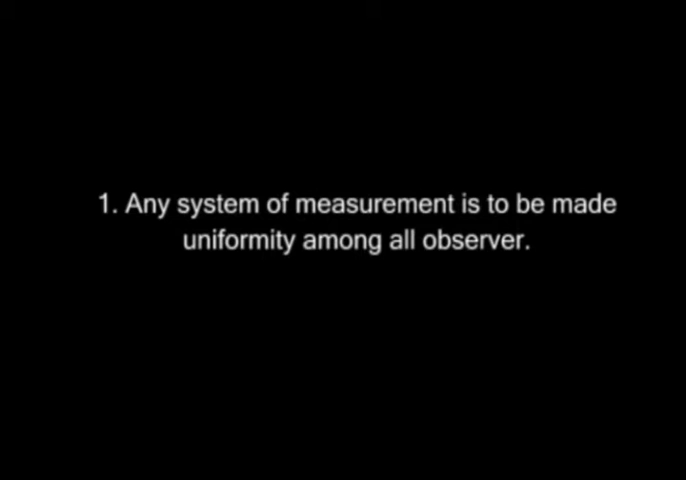 1. Any system of measurement is to be made
uniformity among all observer.